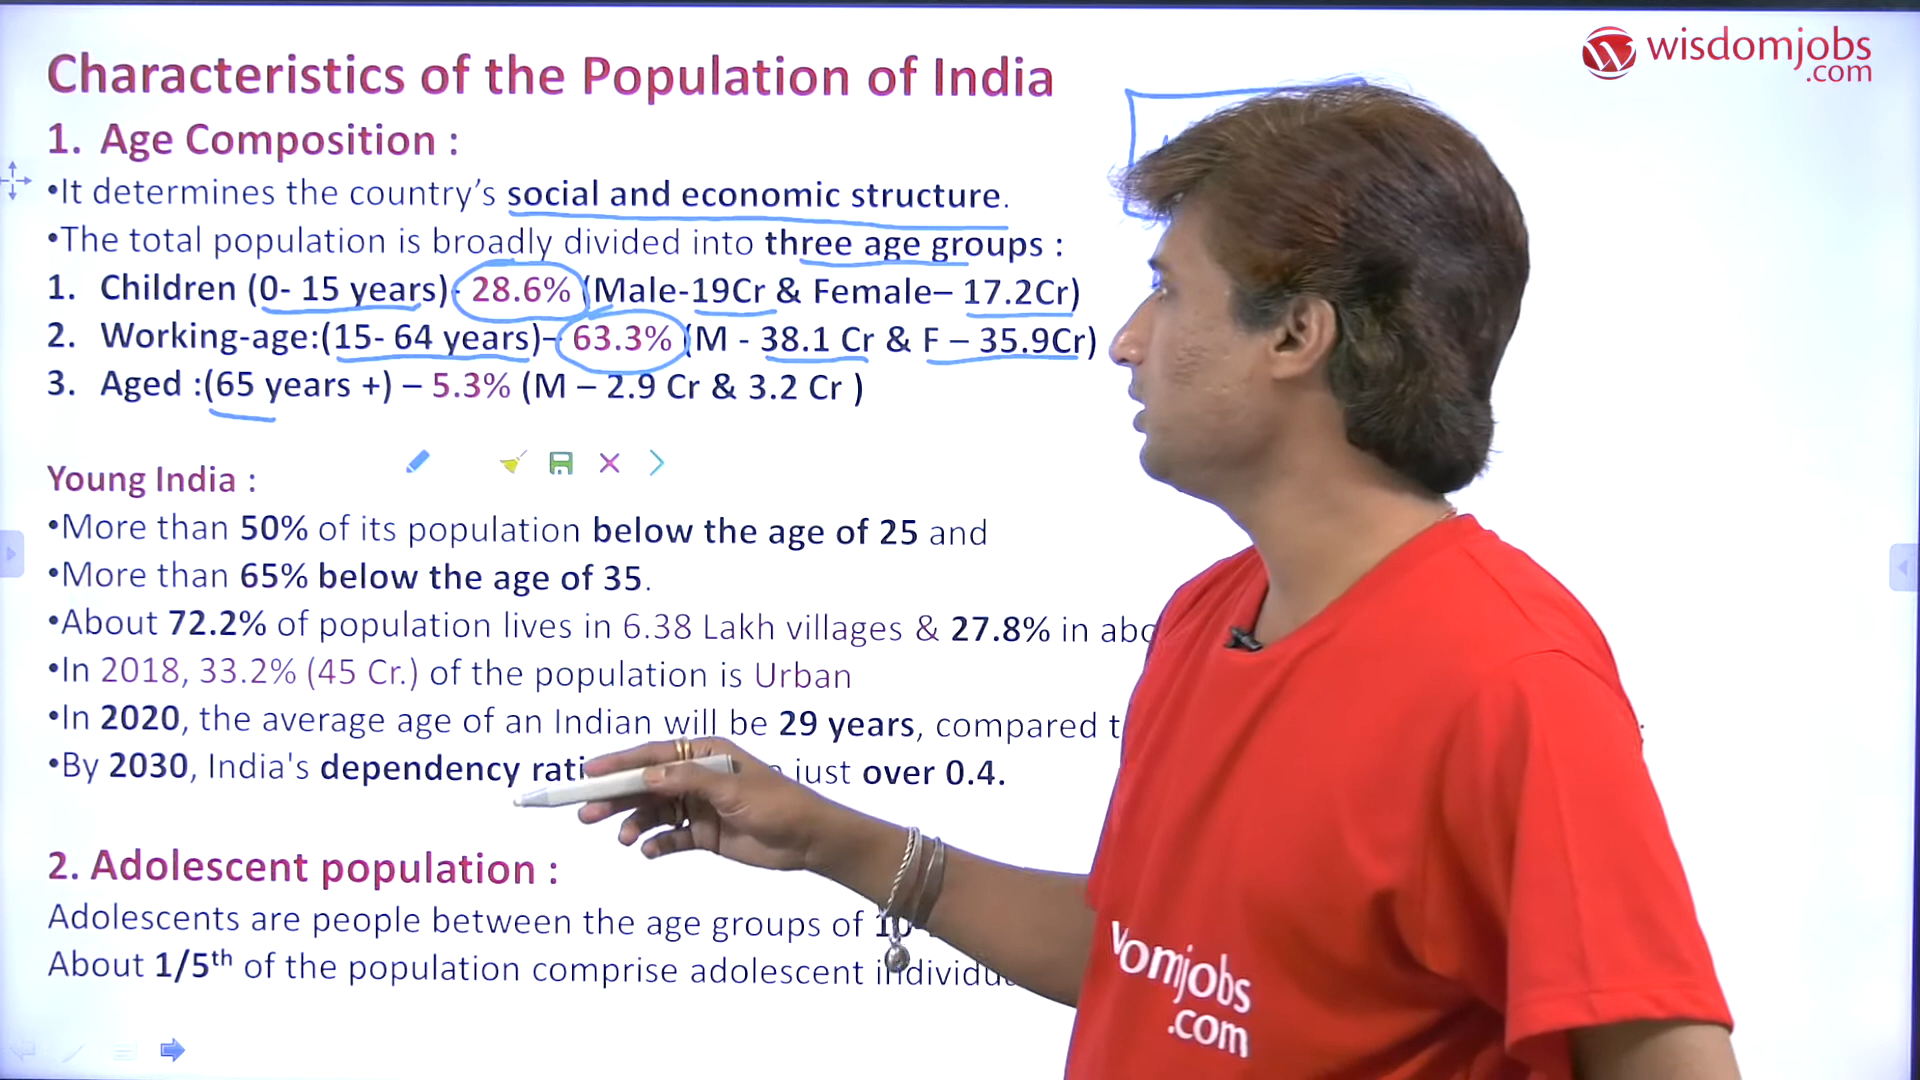 wisdomjobs
.com
Characteristics of the Population of India
1. Age Composition :
•It determines the country's social and economic structure.
•The total population is broadly divided into three age groups :
1. Children (0- 15 years)- 28.6% (Male-19Cr & Female– 17.2Cr)
2. Working-age:(15- 64 years)– 63.3% (M - 38.1 Cr & F – 35.9Cr)
3. Aged :(65 years +) – 5.3% (M – 2.9 Cr & 3.2 Cr )
Young India :
•More than 50% of its population below the age of 25 and
•More than 65% below the age of 35.
•About 72.2% of population lives in 6.38 Lakh villages & 27.8% in
•In 2018, 33.2% (45 Cr.) of the population is Urban
•In 2020, the average age of an Indian will be 29 years, compared
•By 2030, India's dependency just over 0.4.
2. Adolescent population :
Adolescents are people between the age groups of
About 1/5th of the population comprise adolescent
omjobs
.com